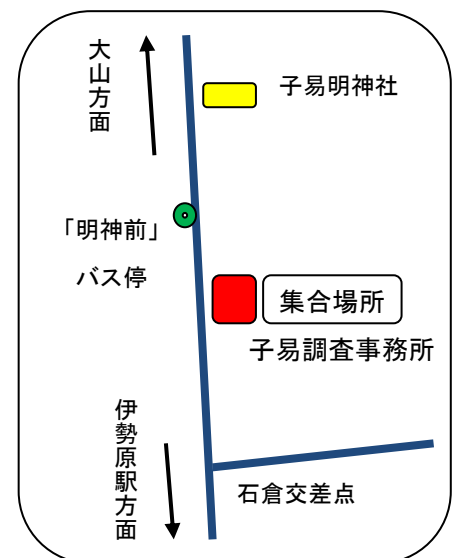 大山方面
子易明神社
「明神前」
バス停
集合場所
子易調査事務所
伊勢原駅方面
石倉交差点